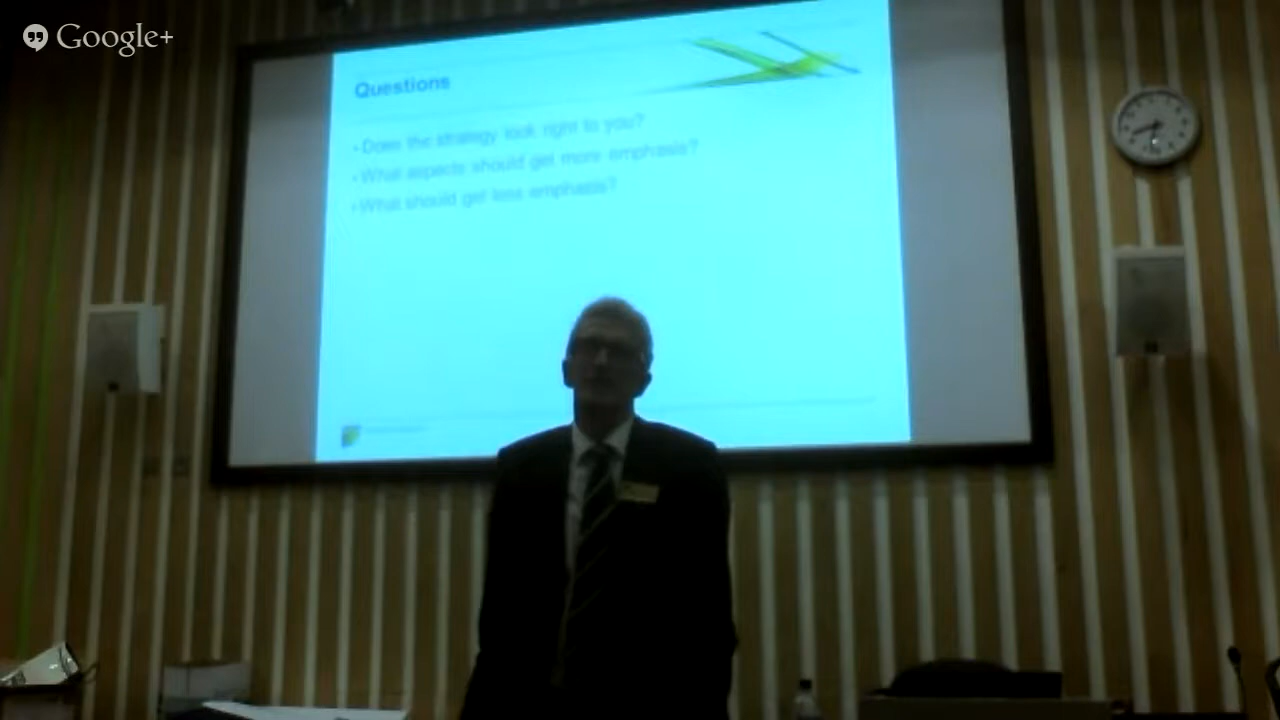 Google+
Questions
• Does the strategy look right to you?
• What aspects should get more emphasis?
• What should get less emphasis?